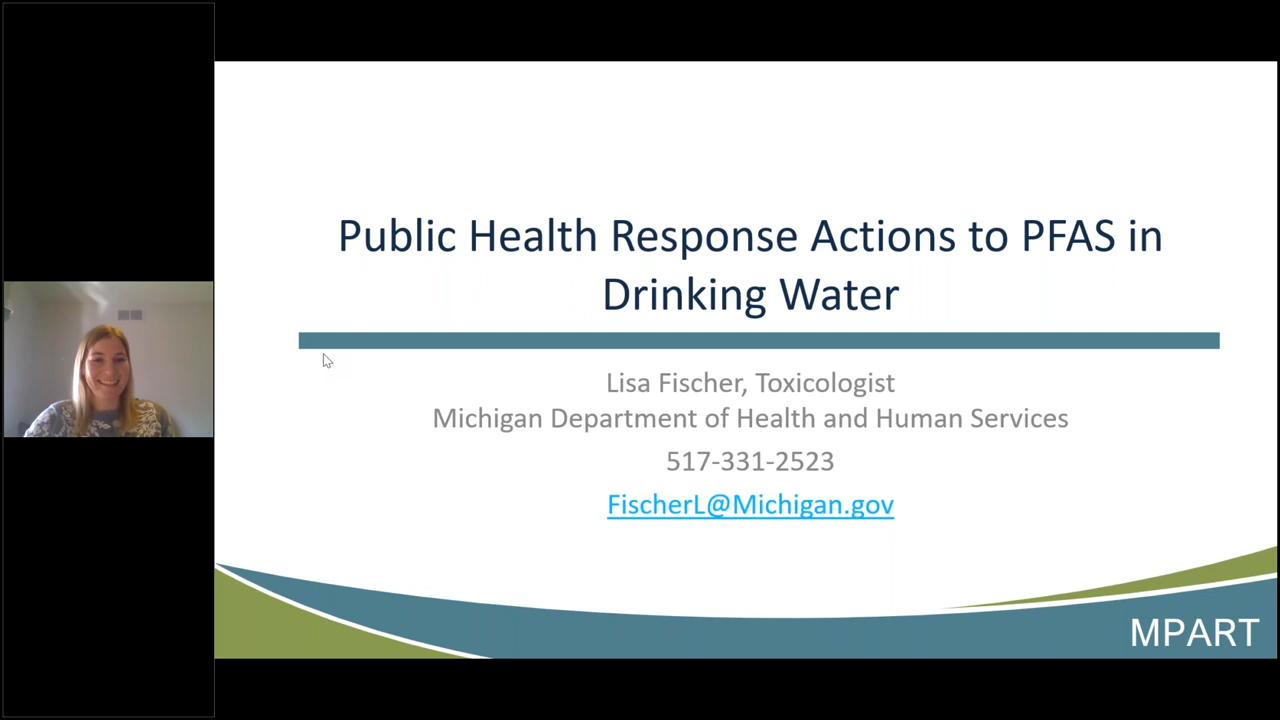 Public Health Response Actions to PFAS in
Drinking Water
Lisa Fischer, Toxicologist
Michigan Department of Health and Human Services
517-331-2523
FischerL@Michigan.gov
MPART